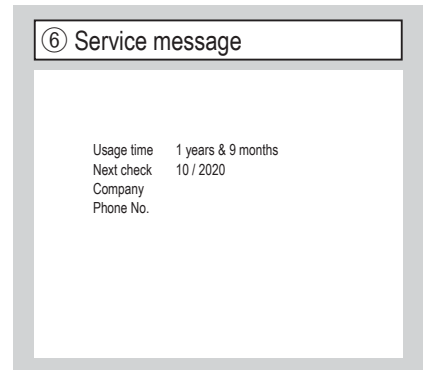 ⑥ Service message
Usage time 1 years & 9 months
Next check 10 / 2020
Company
Phone No.